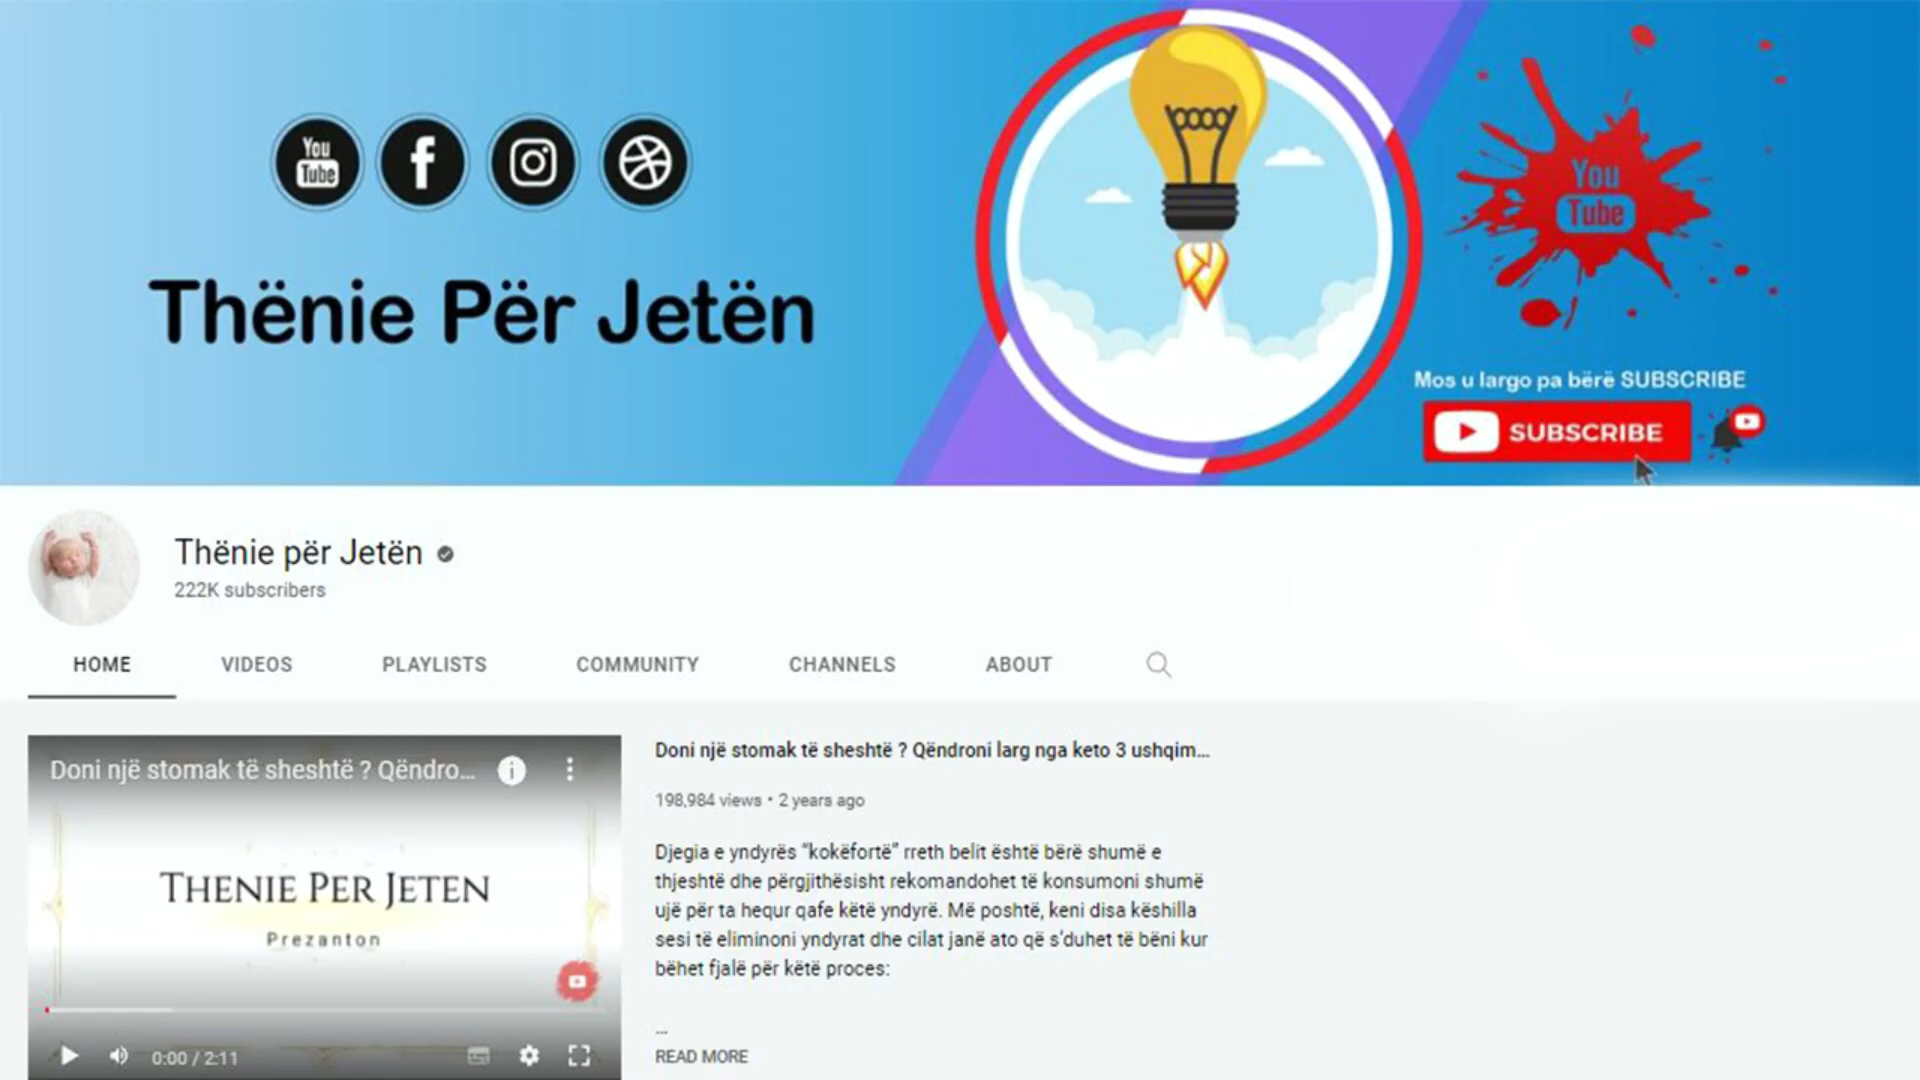 You
Tube
Thënie Për Jetën
You
Tube
Mos u largo pa bërë SUBSCRIBE
SUBSCRIBE
Thënie për Jetën
222K subscribers
HOME VIDEOS PLAYLISTS COMMUNITY CHANNELS ABOUT
Doni një stomak të sheshtë ? Qëndro...
THENIE PER JETEN
Prezanton
0:00 / 2:11
Doni një stomak të sheshtë ? Qëndroni larg nga keto 3 ushqim...
198,984 views • 2 years ago
Djegia e yndyrës “kokëfortë” rreth belit është bërë shumë e
thjeshtë dhe përgjithësisht rekomandohet të konsumoni shumë
ujë për ta hequr qafe këtë yndyrë. Më poshtë, keni disa këshilla
sesi të eliminoni yndyrat dhe cilat janë ato që s’duhet të bëni kur
bëhet fjalë për këtë proces:
...
READ MORE